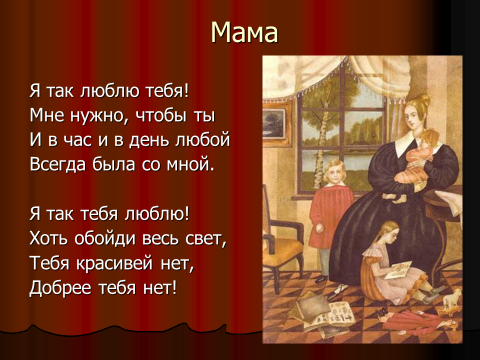 Мама
Я так люблю тебя!
Мне нужно, чтобы ты
И в час и в день любой
Всегда была со мной.
Я так тебя люблю!
Хоть обойди весь свет,
Тебя красивей нет,
Добрее тебя нет!